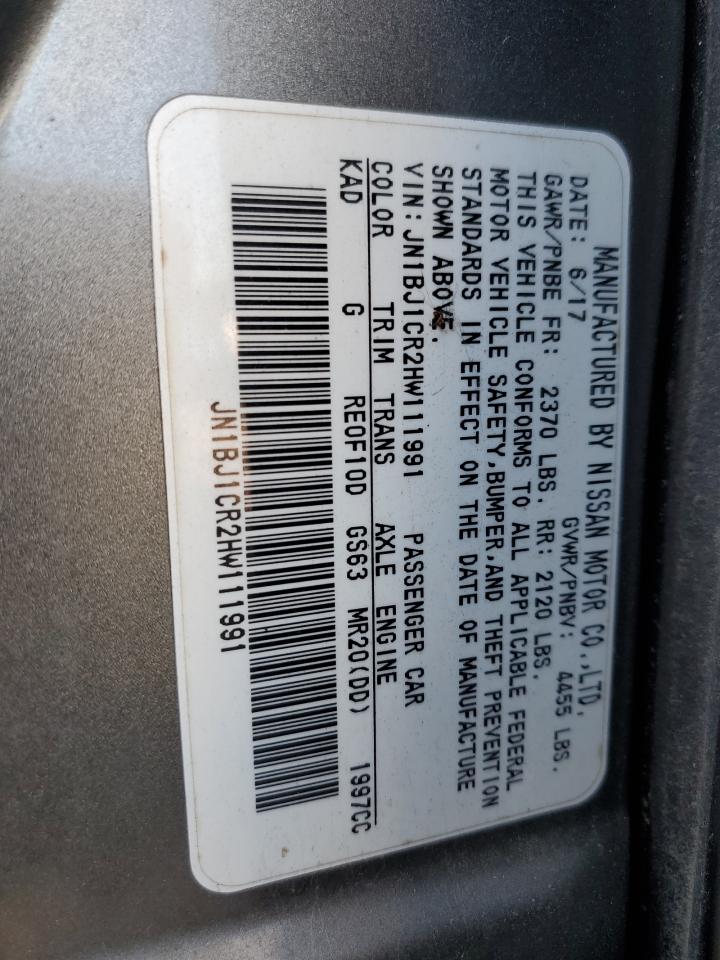 MANUFACTURED BY NISSAN MOTOR CO.,LTD.
DATE: 6/17 GVWR/PNBV: 4455 LBS.
GAWR/PNBE FR: 2370 LBS. RR: 2120 LBS.
THIS VEHICLE CONFORMS TO ALL APPLICABLE FEDERAL
MOTOR VEHICLE SAFETY,BUMPER,AND THEFT PREVENTION
STANDARDS IN EFFECT ON THE DATE OF MANUFACTURE
SHOWN ABOVE.
VIN: JN1BJ1CR2HW111991 PASSENGER CAR
COLOR TRIM TRANS AXLE ENGINE
KAD G RE0F10D GS63 MR20(DD) 1997CC
JN1BJ1CR2HW111991